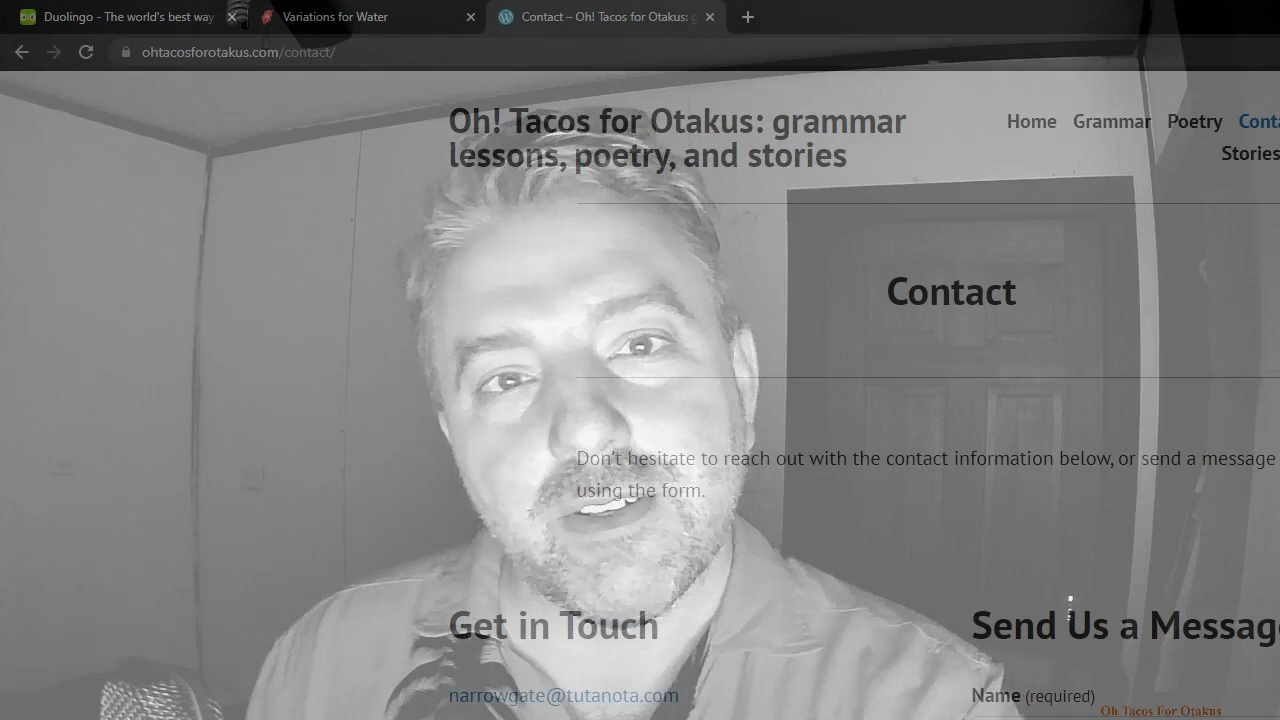 Duolingo - The world's best way
Variations for Water
Contact – Oh! Tacos for Otakus: g
ohtacosforotakus.com/contact/
Oh! Tacos for Otakus: grammar
lessons, poetry, and stories
Home Grammar Poetry Conta
Stories
Contact
Don't hesitate to reach out with the contact information below, or send a message
using the form.
Get in Touch
Send Us a Message
narrowgate@tutanota.com
Name (required)
Oh Tacos For Otakus